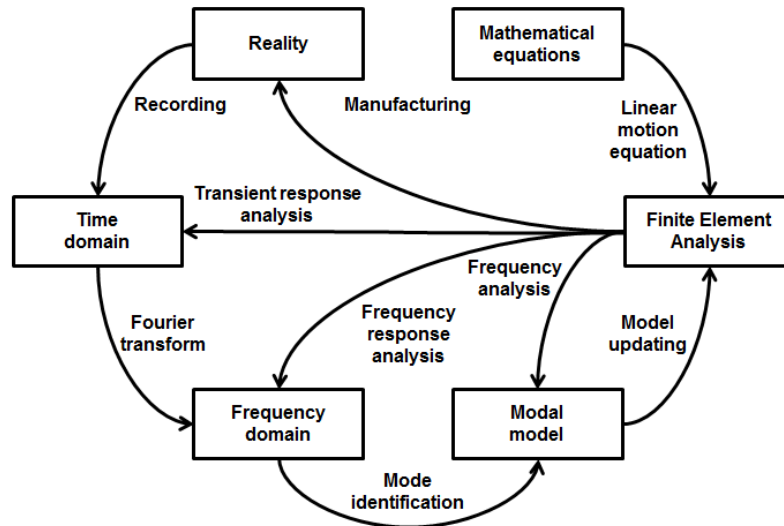 Reality
Mathematical
equations
Recording
Manufacturing
Linear
motion
equation
Transient response
analysis
Time
domain
Finite Element
Analysis
Frequency
analysis
Frequency
response
analysis
Fourier
transform
Model
updating
Frequency
domain
Modal
model
Mode
identification